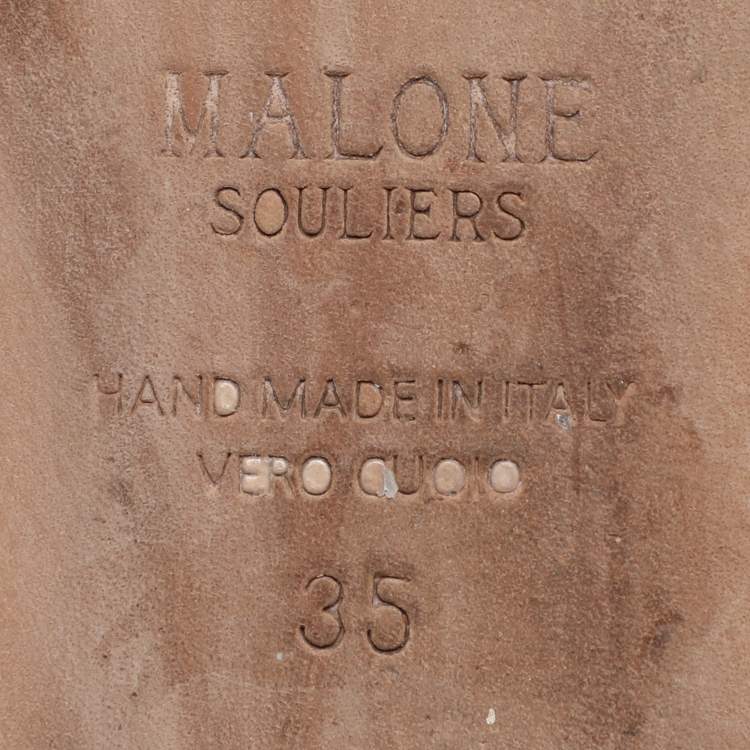 MALONE
SOULIERS
HAND MADE IN ITALY
VERO CUOIO
35